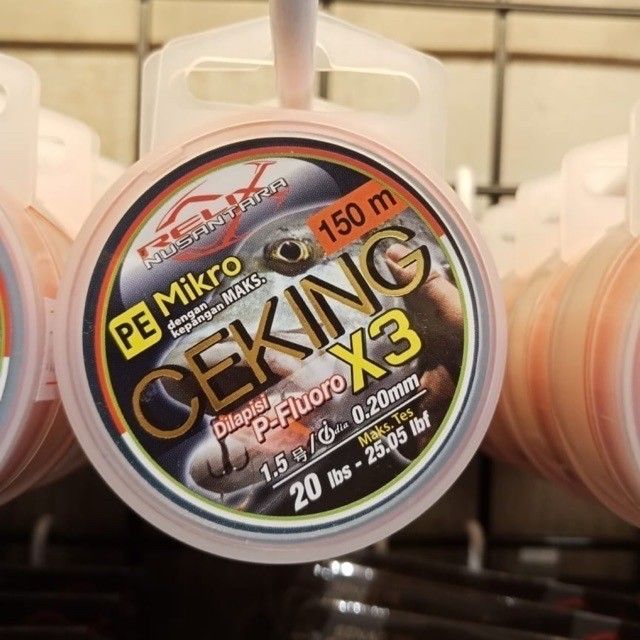 RELIX
NUSANTARA
150 m
PE Mikro
dengan
kepangan MAKS.
CEKING
X3
Dilapisi
P-Fluoro
1.5号/dia 0.20mm
Maks.Tes
20 lbs - 25.05 lbf